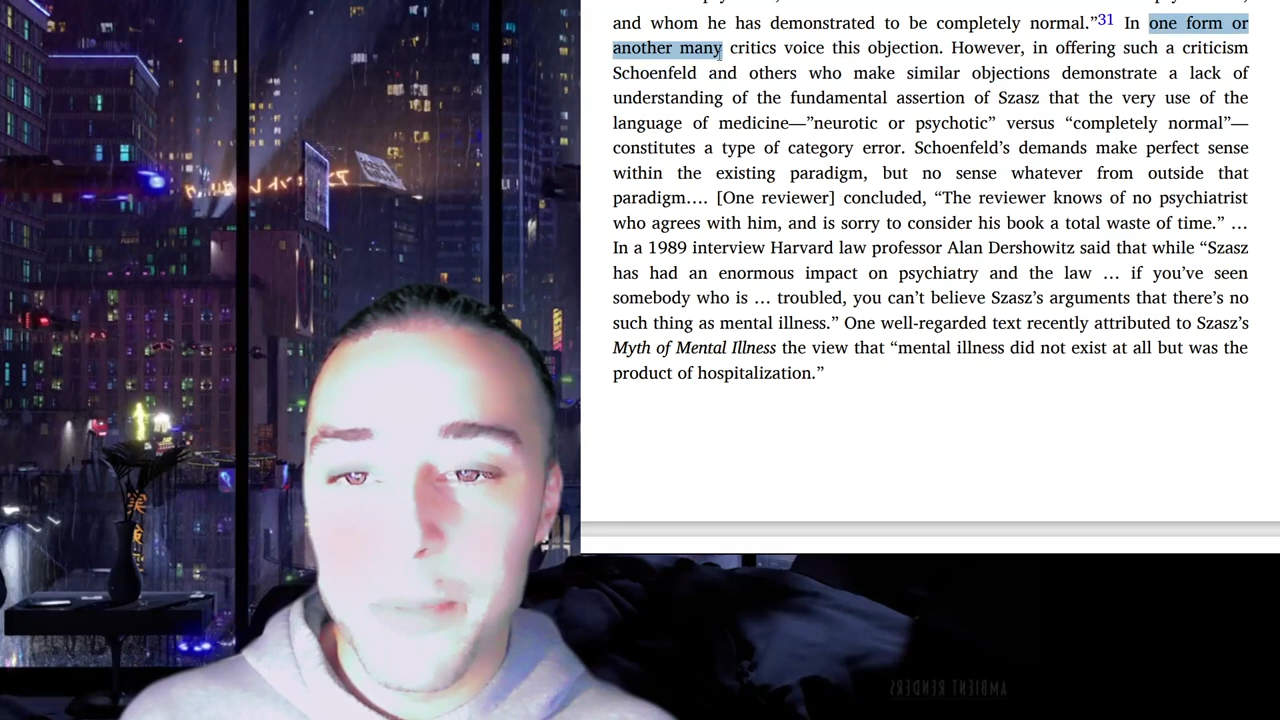 and whom he has demonstrated to be completely normal.”31 In one form or
another many critics voice this objection. However, in offering such a criticism
Schoenfeld and others who make similar objections demonstrate a lack of
understanding of the fundamental assertion of Szasz that the very use of the
language of medicine—”neurotic or psychotic” versus “completely normal”—
constitutes a type of category error. Schoenfeld’s demands make perfect sense
within the existing paradigm, but no sense whatever from outside that
paradigm…. [One reviewer] concluded, “The reviewer knows of no psychiatrist
who agrees with him, and is sorry to consider his book a total waste of time.” …
In a 1989 interview Harvard law professor Alan Dershowitz said that while “Szasz
has had an enormous impact on psychiatry and the law … if you’ve seen
somebody who is … troubled, you can’t believe Szasz’s arguments that there’s no
such thing as mental illness.” One well-regarded text recently attributed to Szasz’s
Myth of Mental Illness the view that “mental illness did not exist at all but was the
product of hospitalization.”
AMBIENT RENDERS